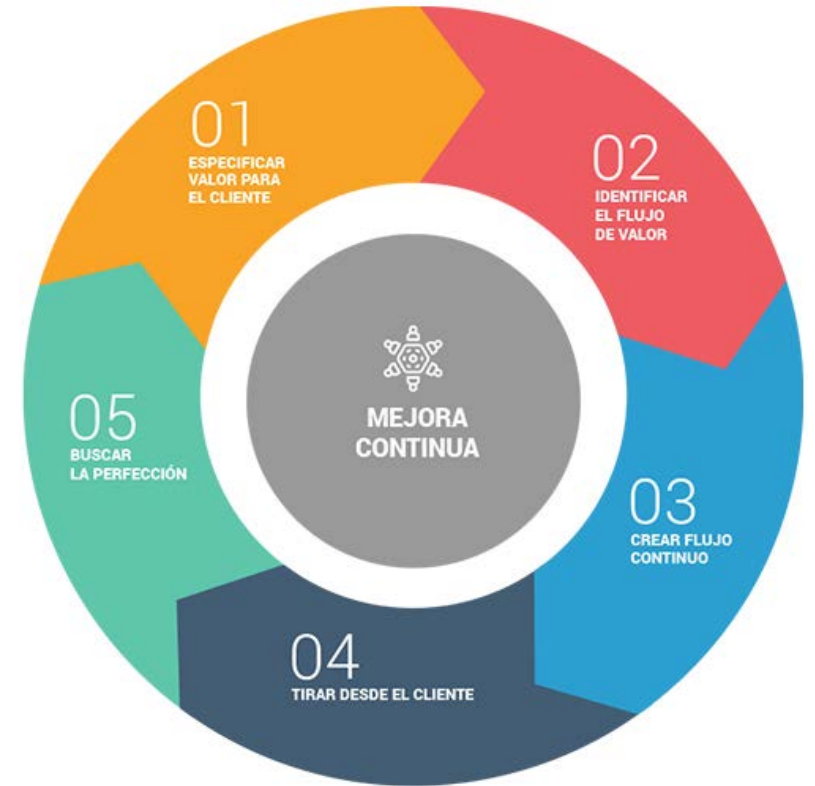 01
ESPECIFICAR
VALOR PARA
EL CLIENTE
02
IDENTIFICAR
EL FLUJO
DE VALOR
03
CREAR FLUJO
CONTINUO
04
TIRAR DESDE EL CLIENTE
05
BUSCAR
LA PERFECCIÓN
MEJORA
CONTINUA